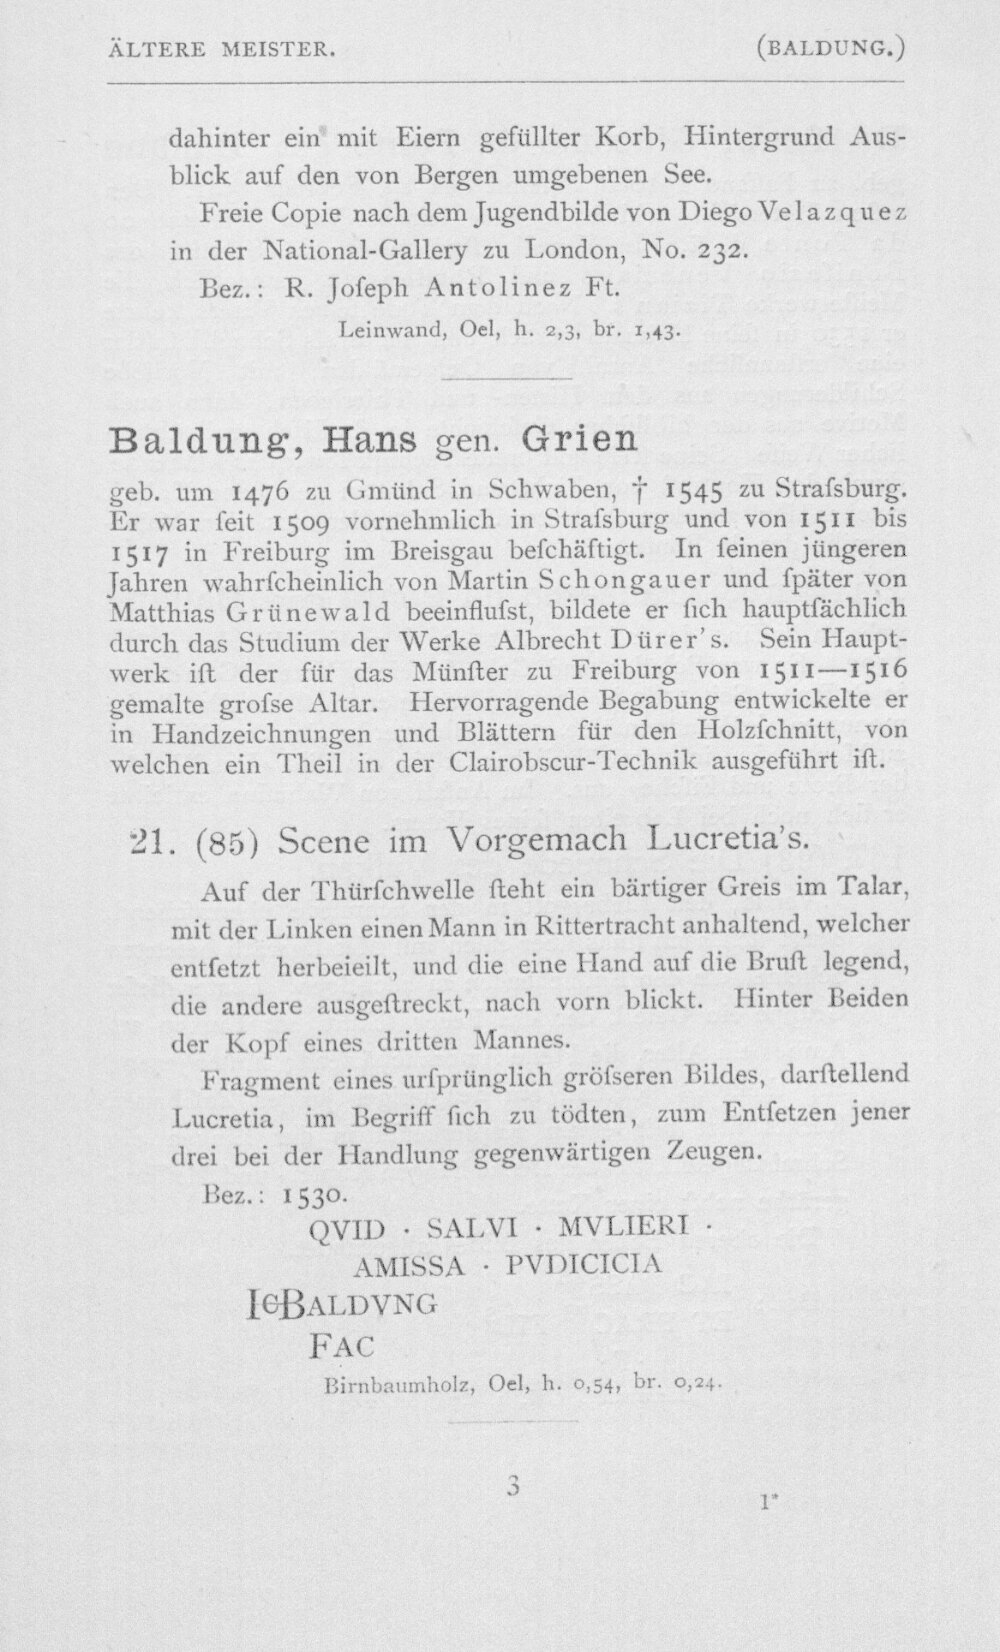 ÄLTERE MEISTER. (BALDUNG.)
dahinter ein mit Eiern gefüllter Korb, Hintergrund Aus-
blick auf den von Bergen umgebenen See.
Freie Copie nach dem Jugendbilde von Diego Velazquez
in der National-Gallery zu London, No. 232.
Bez.: R. Joſeph Antolinez Ft.
Leinwand, Oel, h. 2,3, br. 1,43.
Baldung, Hans gen. Grien
geb. um 1476 zu Gmünd in Schwaben, † 1545 zu Straſsburg.
Er war ſeit 1509 vornehmlich in Straſsburg und von 1511 bis
1517 in Freiburg im Breisgau beſchäftigt. In ſeinen jüngeren
Jahren wahrſcheinlich von Martin Schongauer und ſpäter von
Matthias Grünewald beeinfluſst, bildete er ſich hauptſächlich
durch das Studium der Werke Albrecht Dürer's. Sein Haupt-
werk iſt der für das Münſter zu Freiburg von 1511—1516
gemalte groſse Altar. Hervorragende Begabung entwickelte er
in Handzeichnungen und Blättern für den Holzſchnitt, von
welchen ein Theil in der Clairobscur-Technik ausgeführt iſt.
21. (85) Scene im Vorgemach Lucretia's.
Auf der Thürſchwelle ſteht ein bärtiger Greis im Talar,
mit der Linken einen Mann in Rittertracht anhaltend, welcher
entſetzt herbeieilt, und die eine Hand auf die Bruſt legend,
die andere ausgeſtreckt, nach vorn blickt. Hinter Beiden
der Kopf eines dritten Mannes.
Fragment eines urſprünglich gröſseren Bildes, darſtellend
Lucretia, im Begriff ſich zu tödten, zum Entſetzen jener
drei bei der Handlung gegenwärtigen Zeugen.
Bez.: 1530.
QVID · SALVI · MVLIERI ·
AMISSA · PVDICICIA
IGBALDVNG
FAC
Birnbaumholz, Oel, h. 0,54, br. 0,24.
3
1*